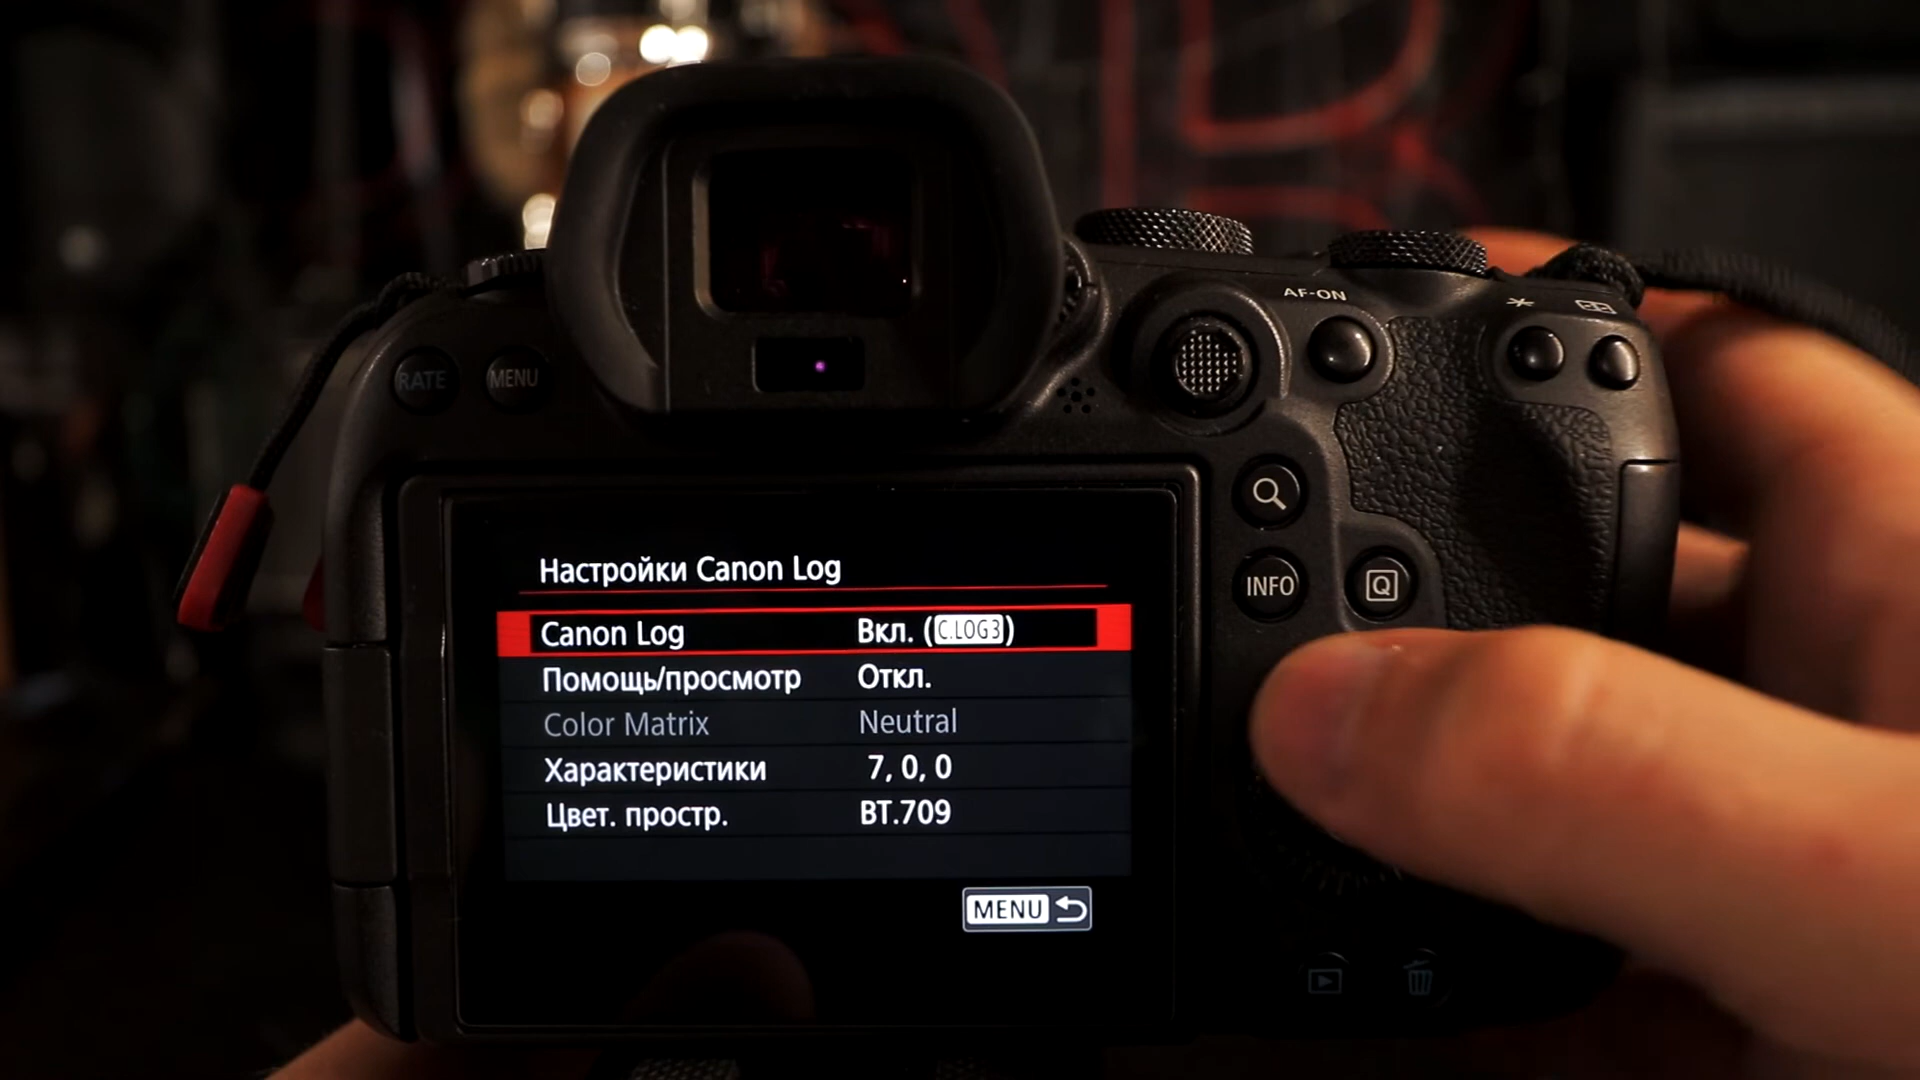 AF-ON
RATE
MENU
INFO
Q
Настройки Canon Log
Canon Log Вкл. (C.LOG3)
Помощь/просмотр Откл.
Color Matrix Neutral
Характеристики 7, 0, 0
Цвет. простр. BT.709
MENU